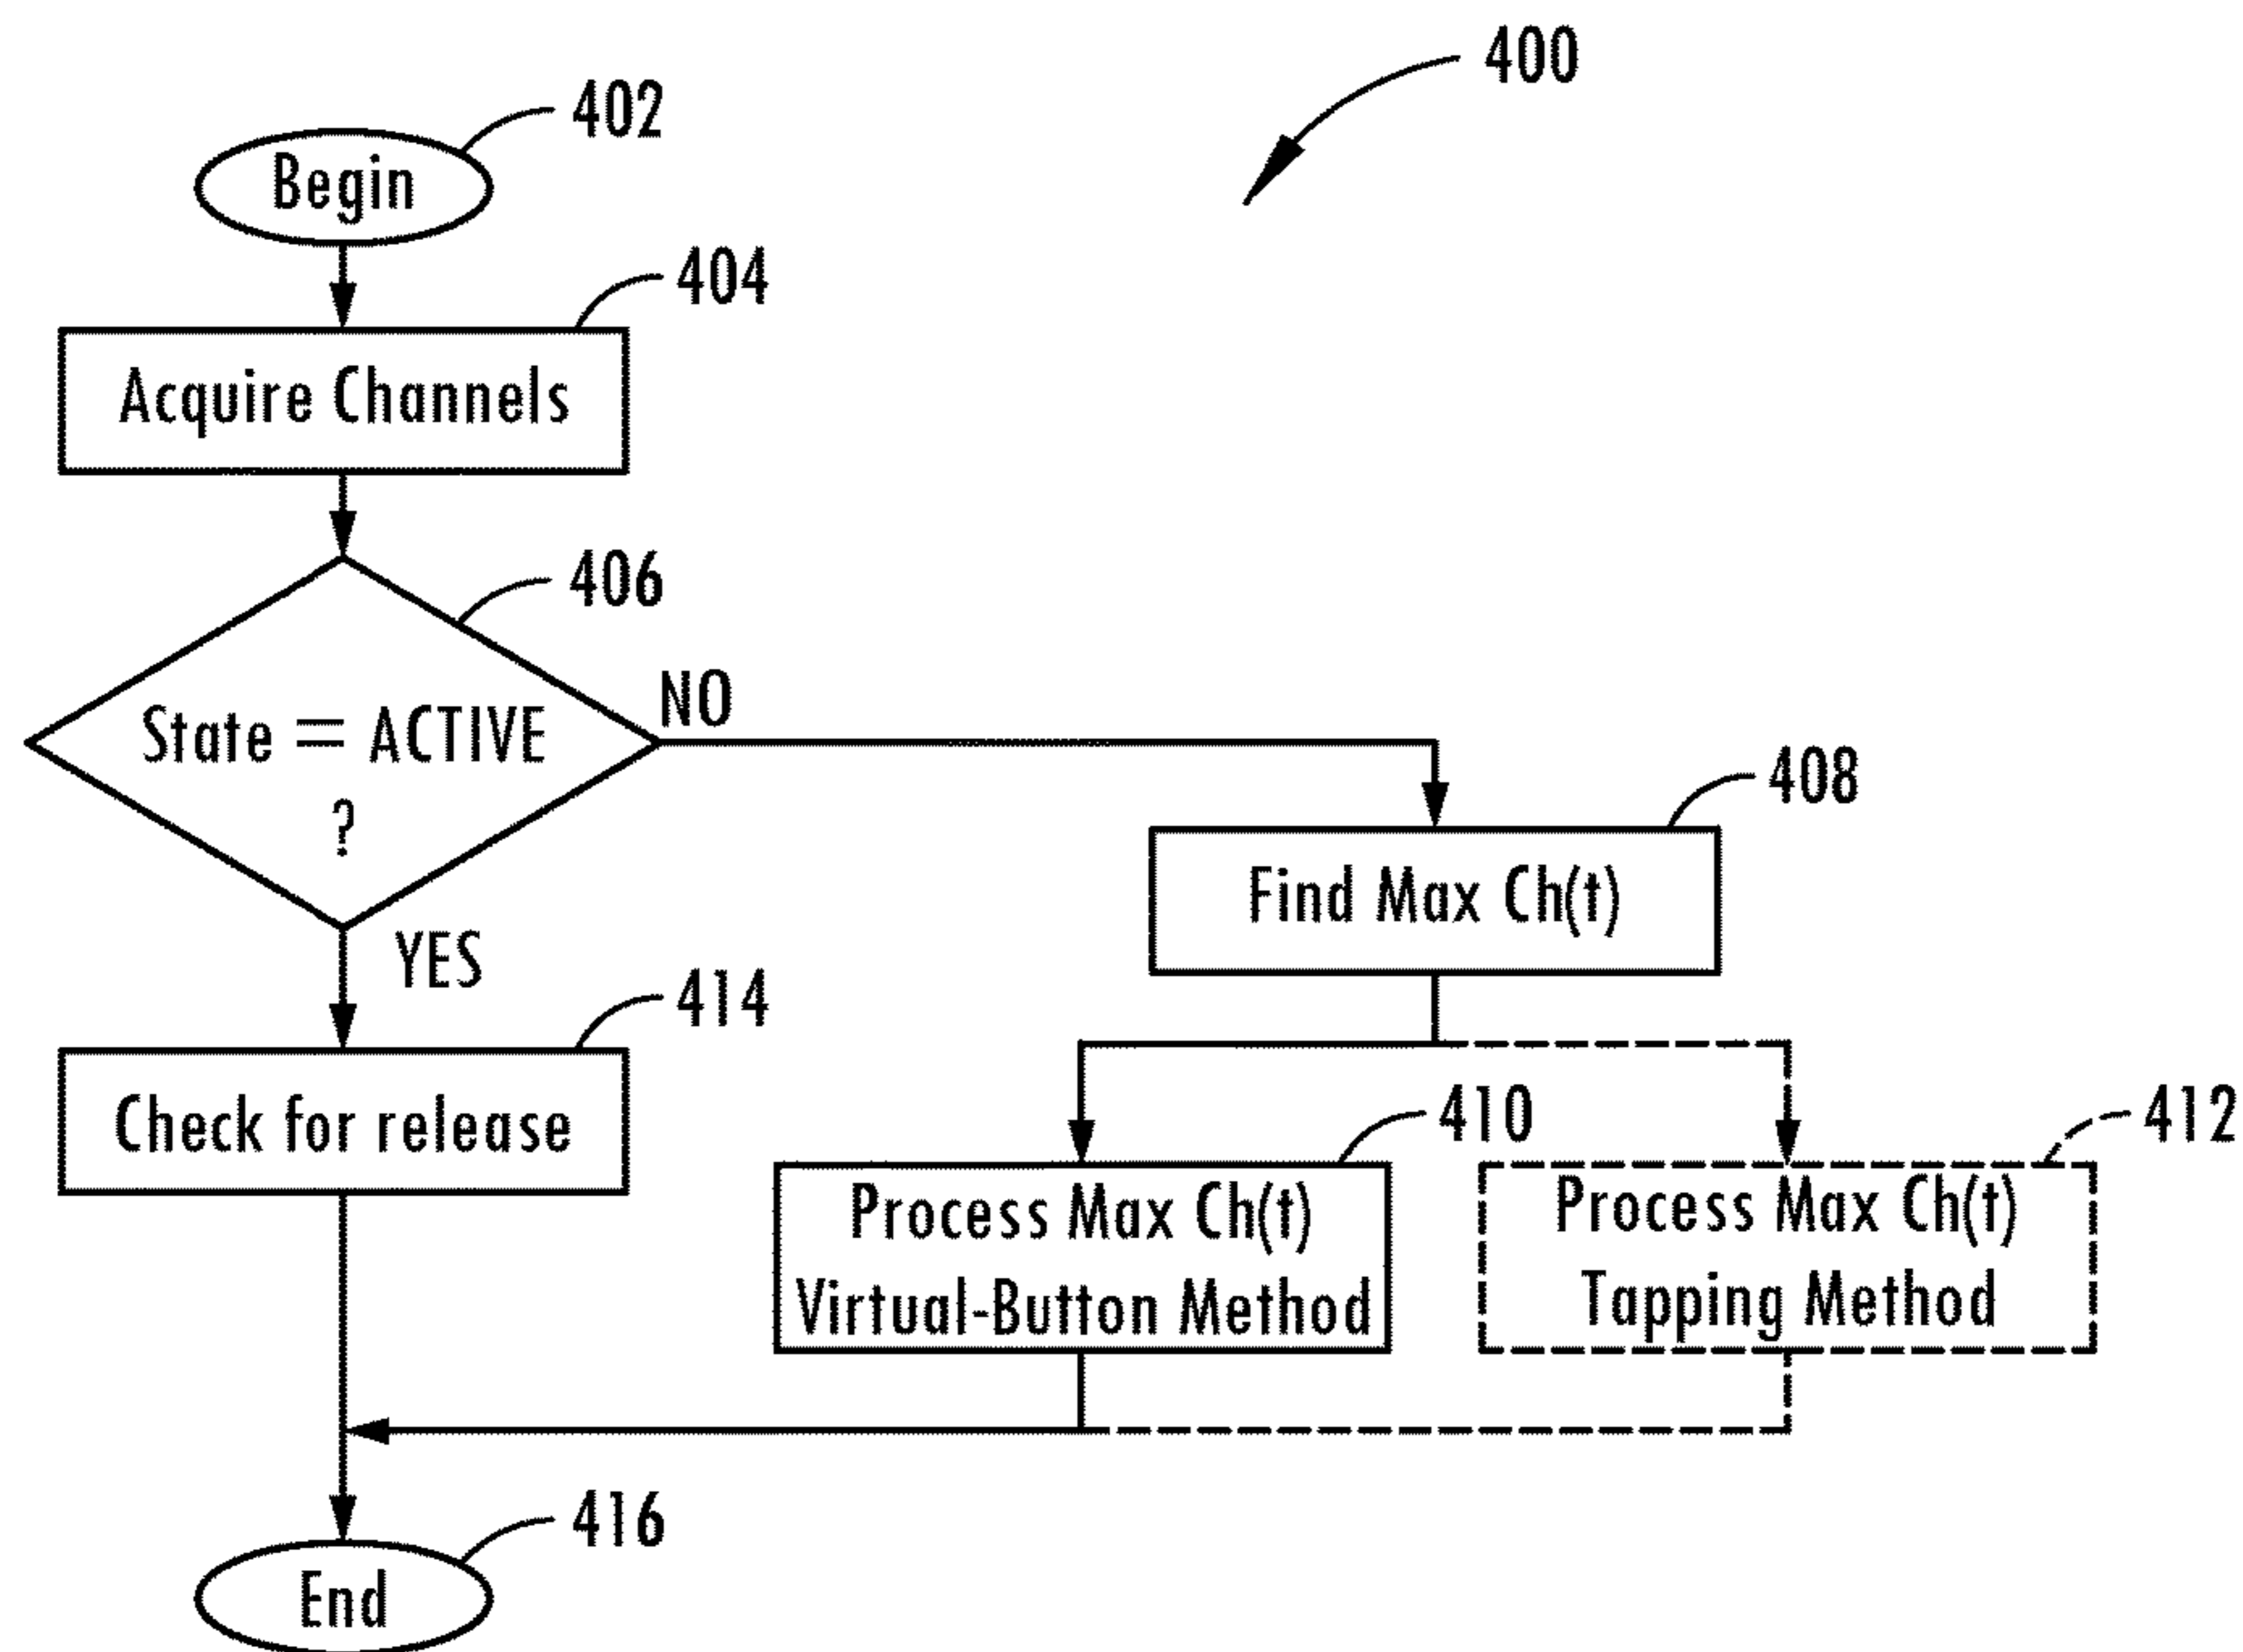 400
402
Begin
404
Acquire Channels
406
State = ACTIVE
?
NO
YES
408
Find Max Ch(t)
414
Check for release
410
Process Max Ch(t)
Virtual-Button Method
412
Process Max Ch(t)
Tapping Method
416
End